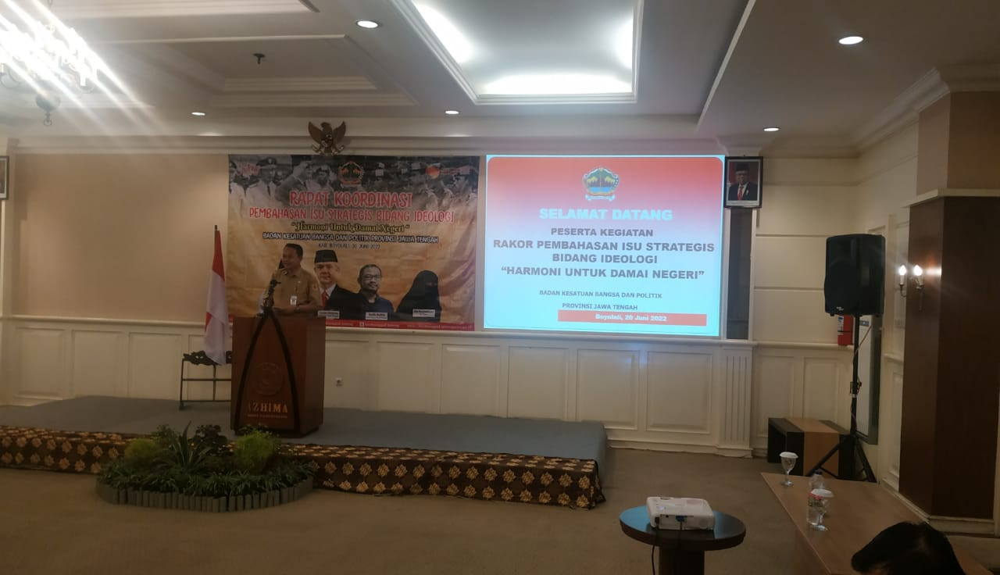 RAPAT KOORDINASI
PEMBAHASAN ISU STRATEGIS BIDANG IDEOLOGI
"Harmoni Untuk Damai Negeri"
BADAN KESATUAN BANGSA DAN POLITIK PROVINSI JAWA TENGAH
KAB. BOYOLALI, 20 JUNI 2022
SELAMAT DATANG
PESERTA KEGIATAN
RAKOR PEMBAHASAN ISU STRATEGIS
BIDANG IDEOLOGI
"HARMONI UNTUK DAMAI NEGERI"
BADAN KESATUAN BANGSA DAN POLITIK
PROVINSI JAWA TENGAH
Boyolali, 20 Juni 2022
AZHIMA